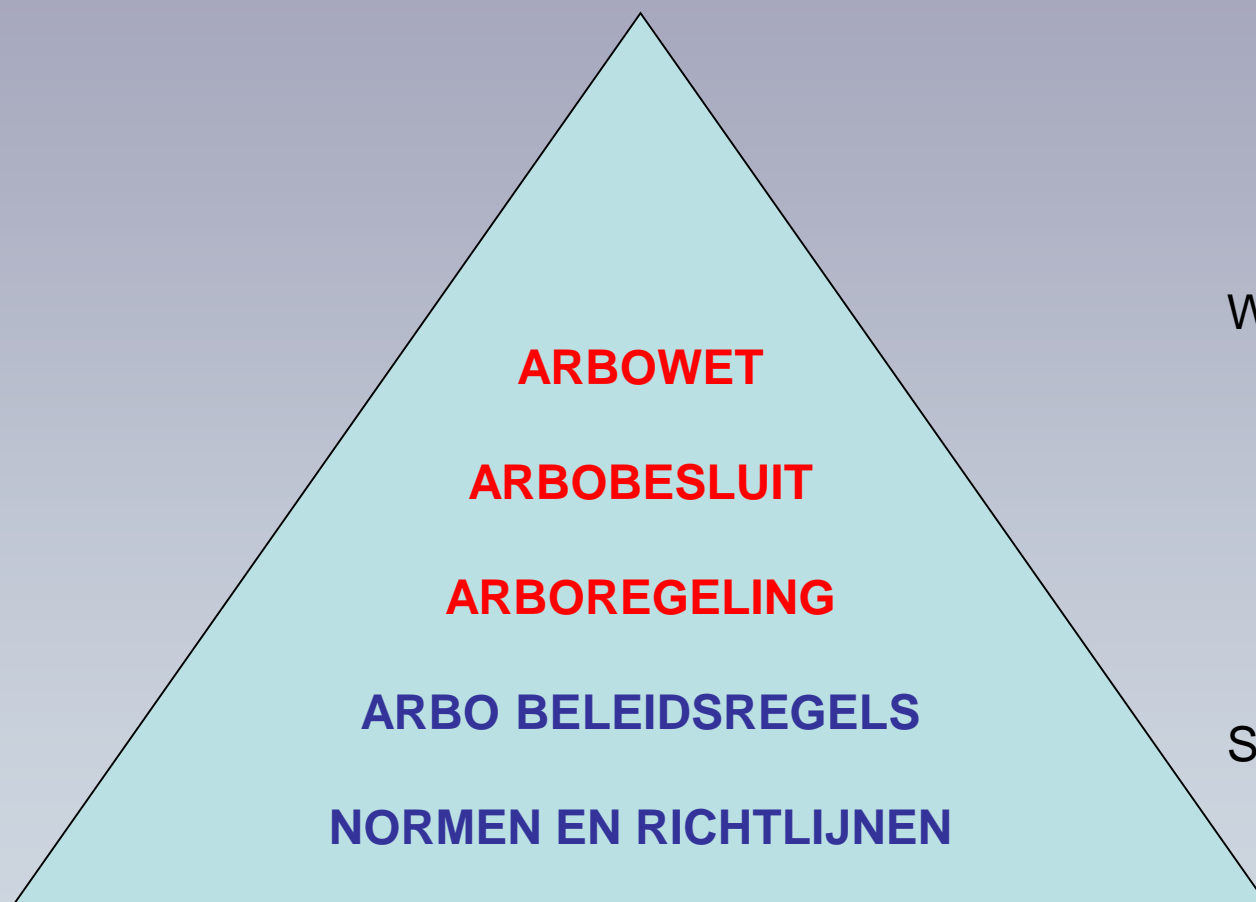 ARBOWET
ARBOBESLUIT
ARBOREGELING
ARBO BELEIDSREGELS
NORMEN EN RICHTLIJNEN